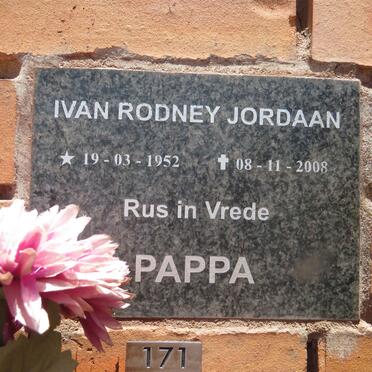 IVAN RODNEY JORDAAN
★ 19 - 03 - 1952 ✝ 08 - 11 - 2008
Rus in Vrede
PAPPA
171